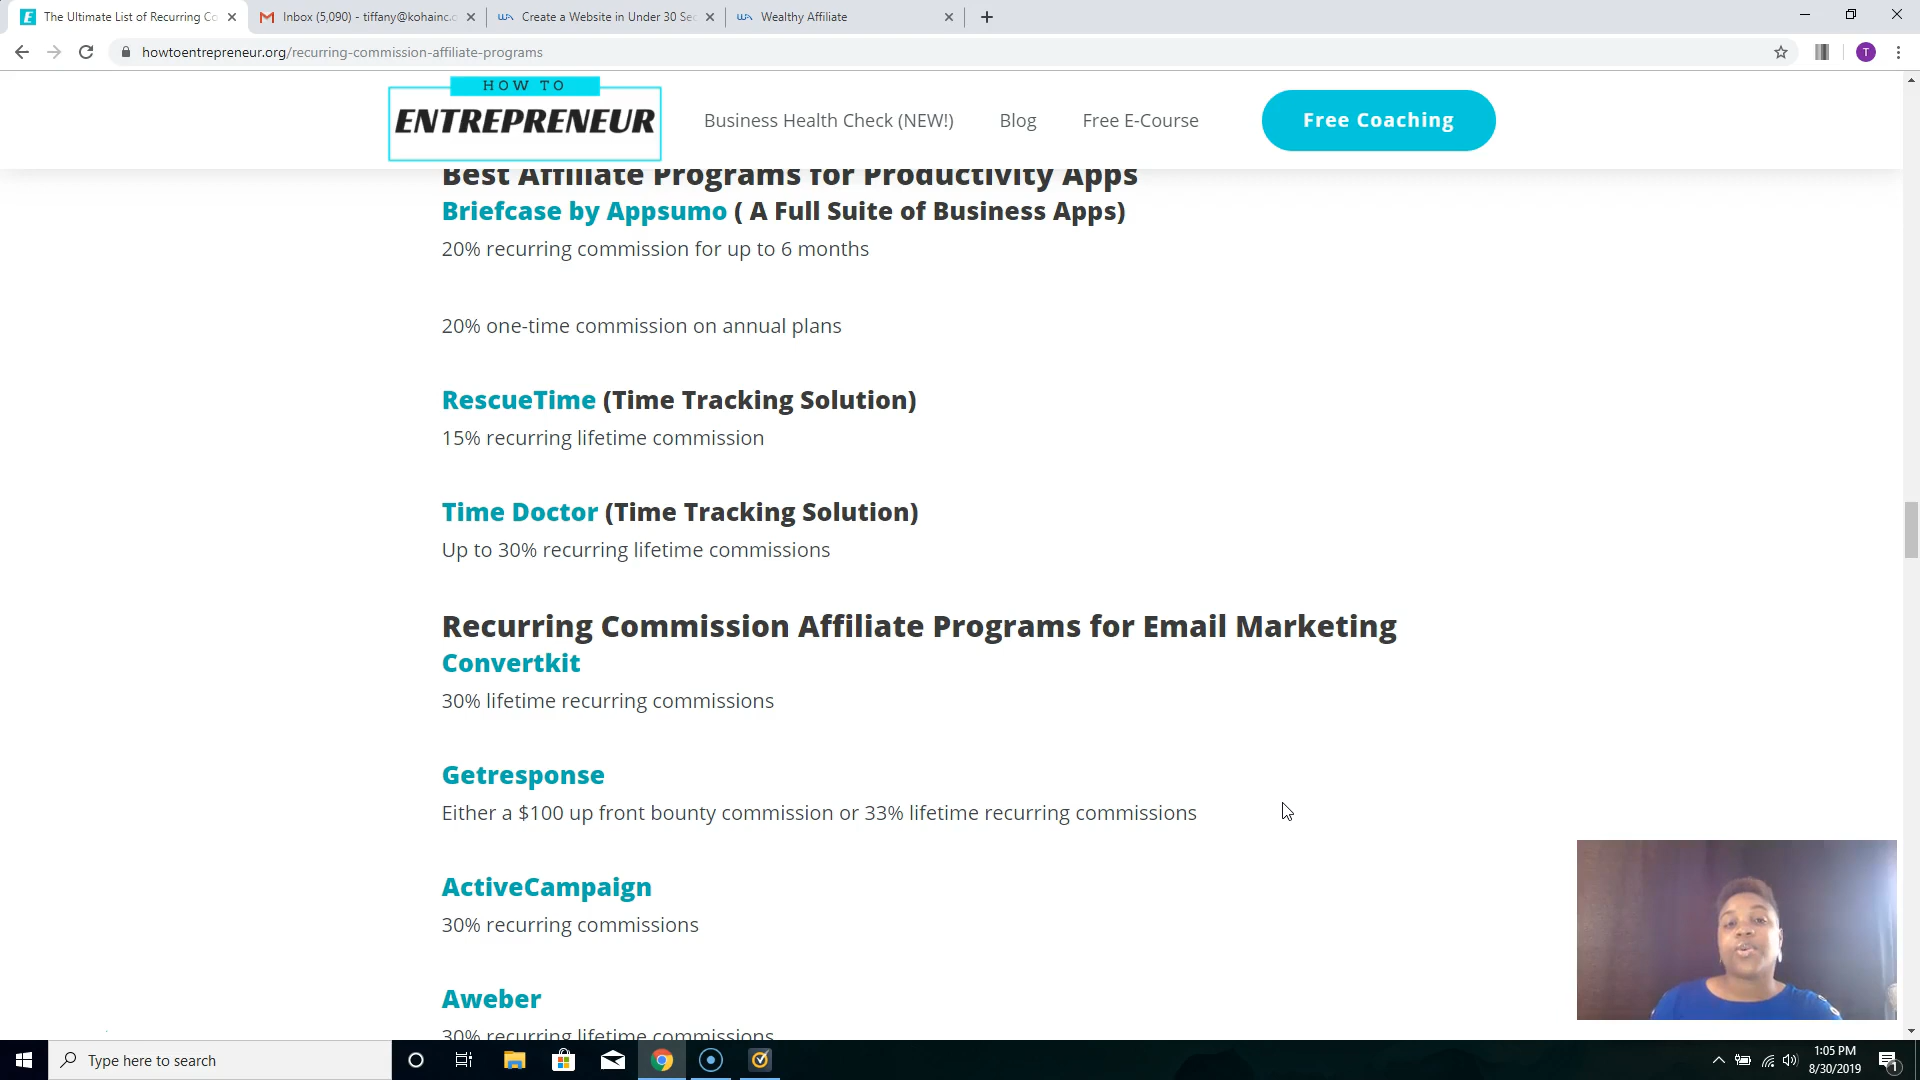 The Ultimate List of Recurring Co
Inbox (5,090) - tiffany@kohainc.c
Create a Website in Under 30 Sec
Wealthy Affiliate
howtoentrepreneur.org/recurring-commission-affiliate-programs
T
HOW TO
ENTREPRENEUR
Business Health Check (NEW!)
Blog
Free E-Course
Free Coaching
Best Affiliate Programs for Productivity Apps
Briefcase by Appsumo ( A Full Suite of Business Apps)
20% recurring commission for up to 6 months
20% one-time commission on annual plans
RescueTime (Time Tracking Solution)
15% recurring lifetime commission
Time Doctor (Time Tracking Solution)
Up to 30% recurring lifetime commissions
Recurring Commission Affiliate Programs for Email Marketing
Convertkit
30% lifetime recurring commissions
Getresponse
Either a $100 up front bounty commission or 33% lifetime recurring commissions
ActiveCampaign
30% recurring commissions
Aweber
30% recurring lifetime commissions
Type here to search
1:05 PM
8/30/2019
1